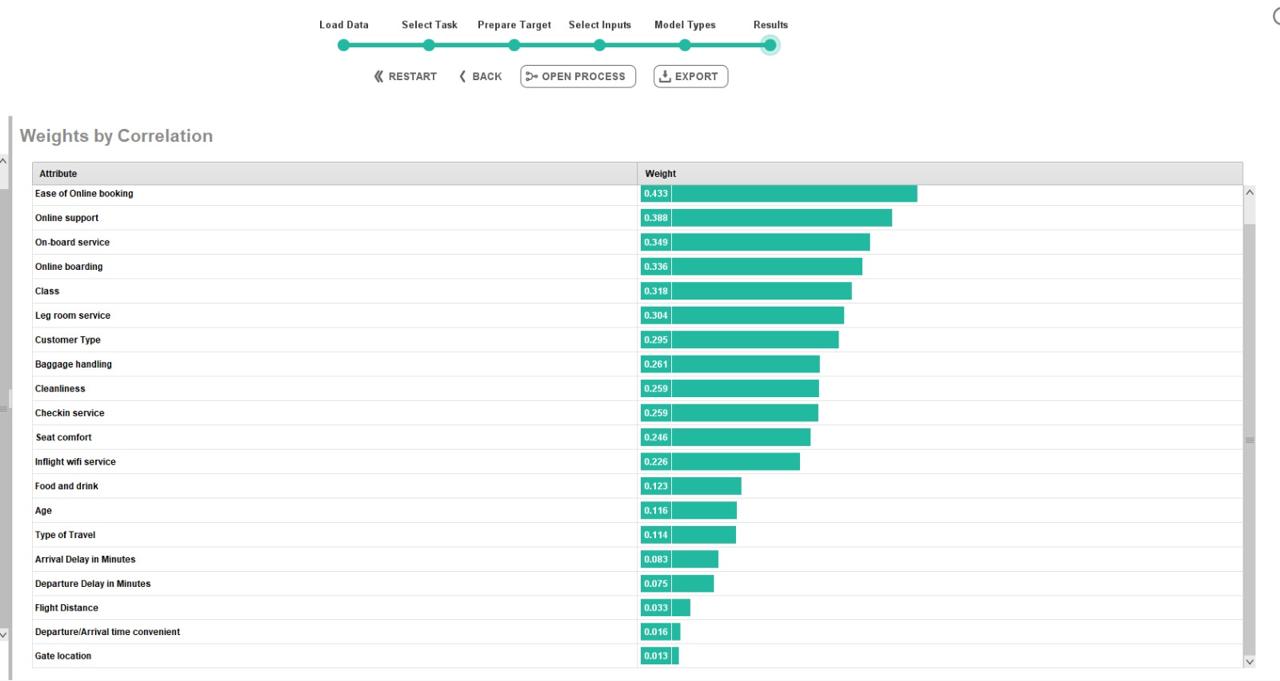 Load Data Select Task Prepare Target Select Inputs Model Types Results
RESTART BACK OPEN PROCESS EXPORT
Weights by Correlation
Attribute Weight
Ease of Online booking 0.433
Online support 0.388
On-board service 0.349
Online boarding 0.336
Class 0.318
Leg room service 0.304
Customer Type 0.295
Baggage handling 0.261
Cleanliness 0.259
Checkin service 0.259
Seat comfort 0.246
Inflight wifi service 0.226
Food and drink 0.123
Age 0.116
Type of Travel 0.114
Arrival Delay in Minutes 0.083
Departure Delay in Minutes 0.075
Flight Distance 0.033
Departure/Arrival time convenient 0.016
Gate location 0.013